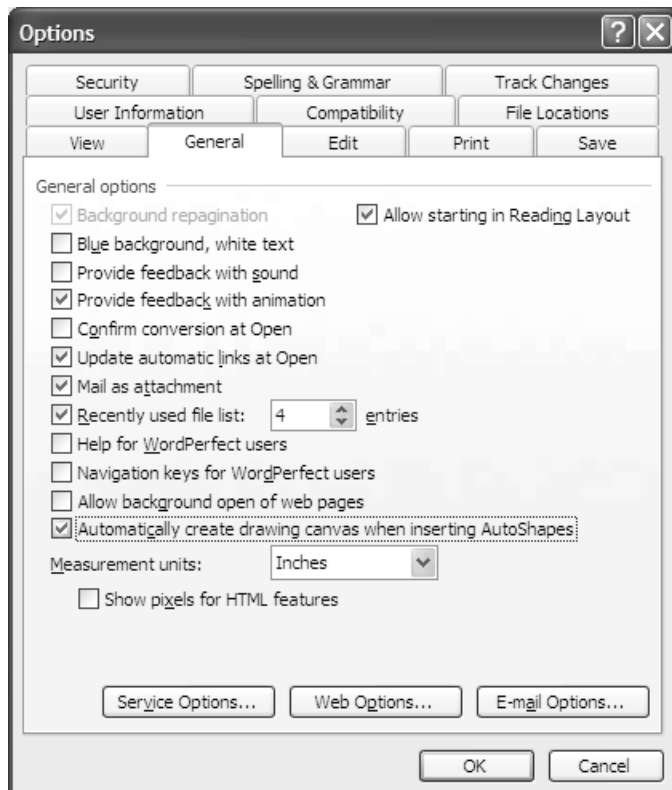 Options
Security Spelling & Grammar Track Changes
User Information Compatibility File Locations
View General Edit Print Save
General options
Background repagination Allow starting in Reading Layout
Blue background, white text
Provide feedback with sound
Provide feedback with animation
Confirm conversion at Open
Update automatic links at Open
Mail as attachment
Recently used file list: 4 entries
Help for WordPerfect users
Navigation keys for WordPerfect users
Allow background open of web pages
Automatically create drawing canvas when inserting AutoShapes
Measurement units: Inches
Show pixels for HTML features
Service Options... Web Options... E-mail Options...
OK Cancel